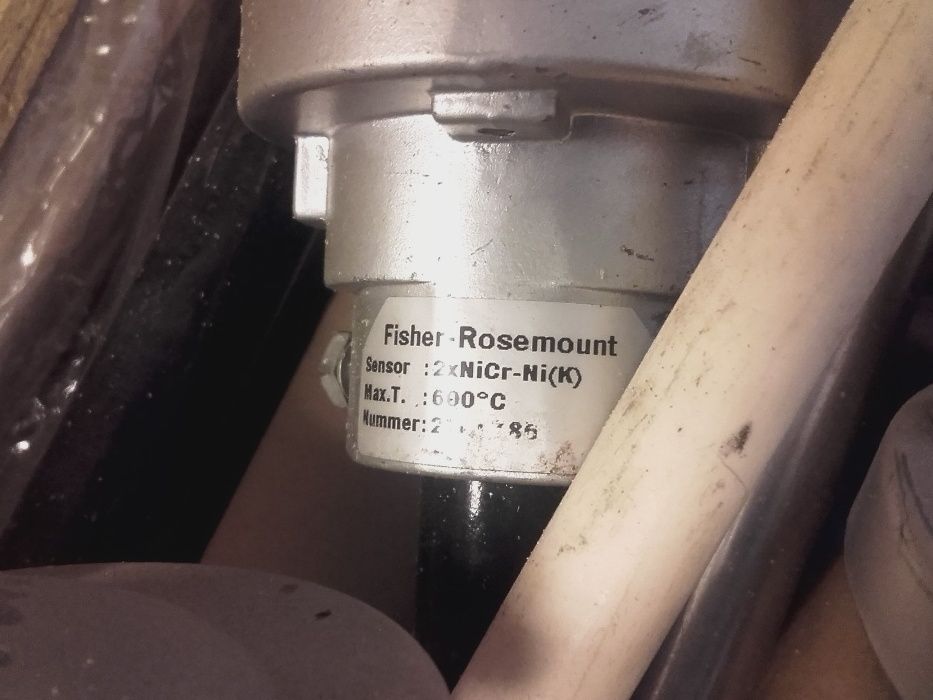 Fisher-Rosemount
Sensor :2xNiCr-Ni(K)
Max.T. :600°C
Nummer: